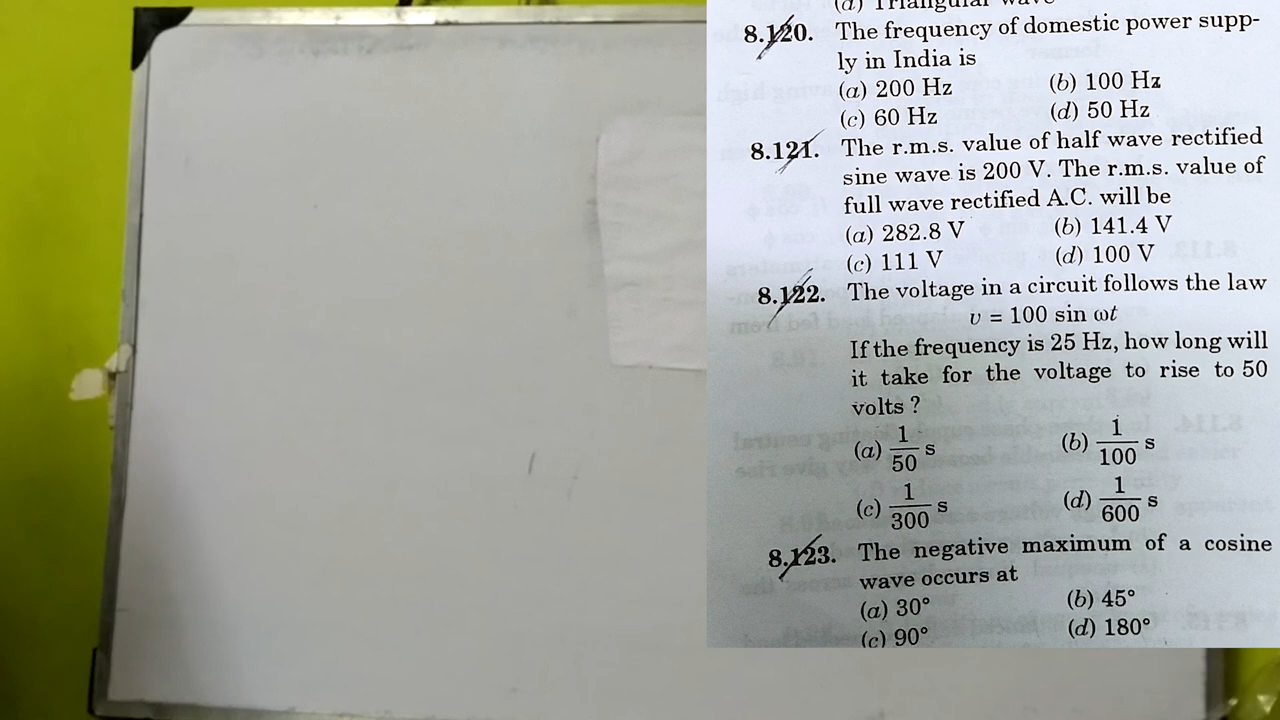 (d) Triangular wave
8.120. The frequency of domestic power supp-
ly in India is
(a) 200 Hz (b) 100 Hz
(c) 60 Hz (d) 50 Hz
8.121. The r.m.s. value of half wave rectified
sine wave is 200 V. The r.m.s. value of
full wave rectified A.C. will be
(a) 282.8 V (b) 141.4 V
(c) 111 V (d) 100 V
8.122. The voltage in a circuit follows the law
v = 100 sin ωt
If the frequency is 25 Hz, how long will
it take for the voltage to rise to 50
volts ?
(a) 1/50 s (b) 1/100 s
(c) 1/300 s (d) 1/600 s
8.123. The negative maximum of a cosine
wave occurs at
(a) 30° (b) 45°
(c) 90° (d) 180°